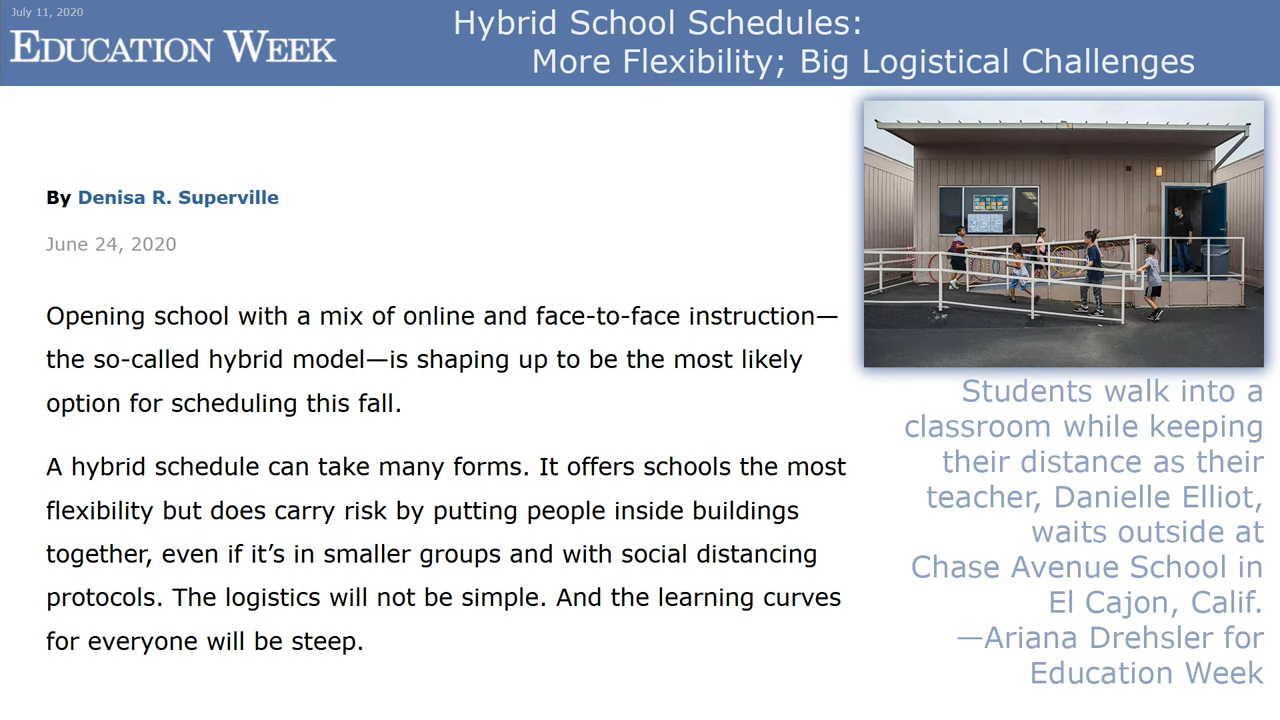 July 11, 2020
EDUCATION WEEK
Hybrid School Schedules:
More Flexibility; Big Logistical Challenges
By Denisa R. Superville
June 24, 2020
Opening school with a mix of online and face-to-face instruction—
the so-called hybrid model—is shaping up to be the most likely
option for scheduling this fall.
A hybrid schedule can take many forms. It offers schools the most
flexibility but does carry risk by putting people inside buildings
together, even if it’s in smaller groups and with social distancing
protocols. The logistics will not be simple. And the learning curves
for everyone will be steep.
Students walk into a
classroom while keeping
their distance as their
teacher, Danielle Elliot,
waits outside at
Chase Avenue School in
El Cajon, Calif.
—Ariana Drehsler for
Education Week